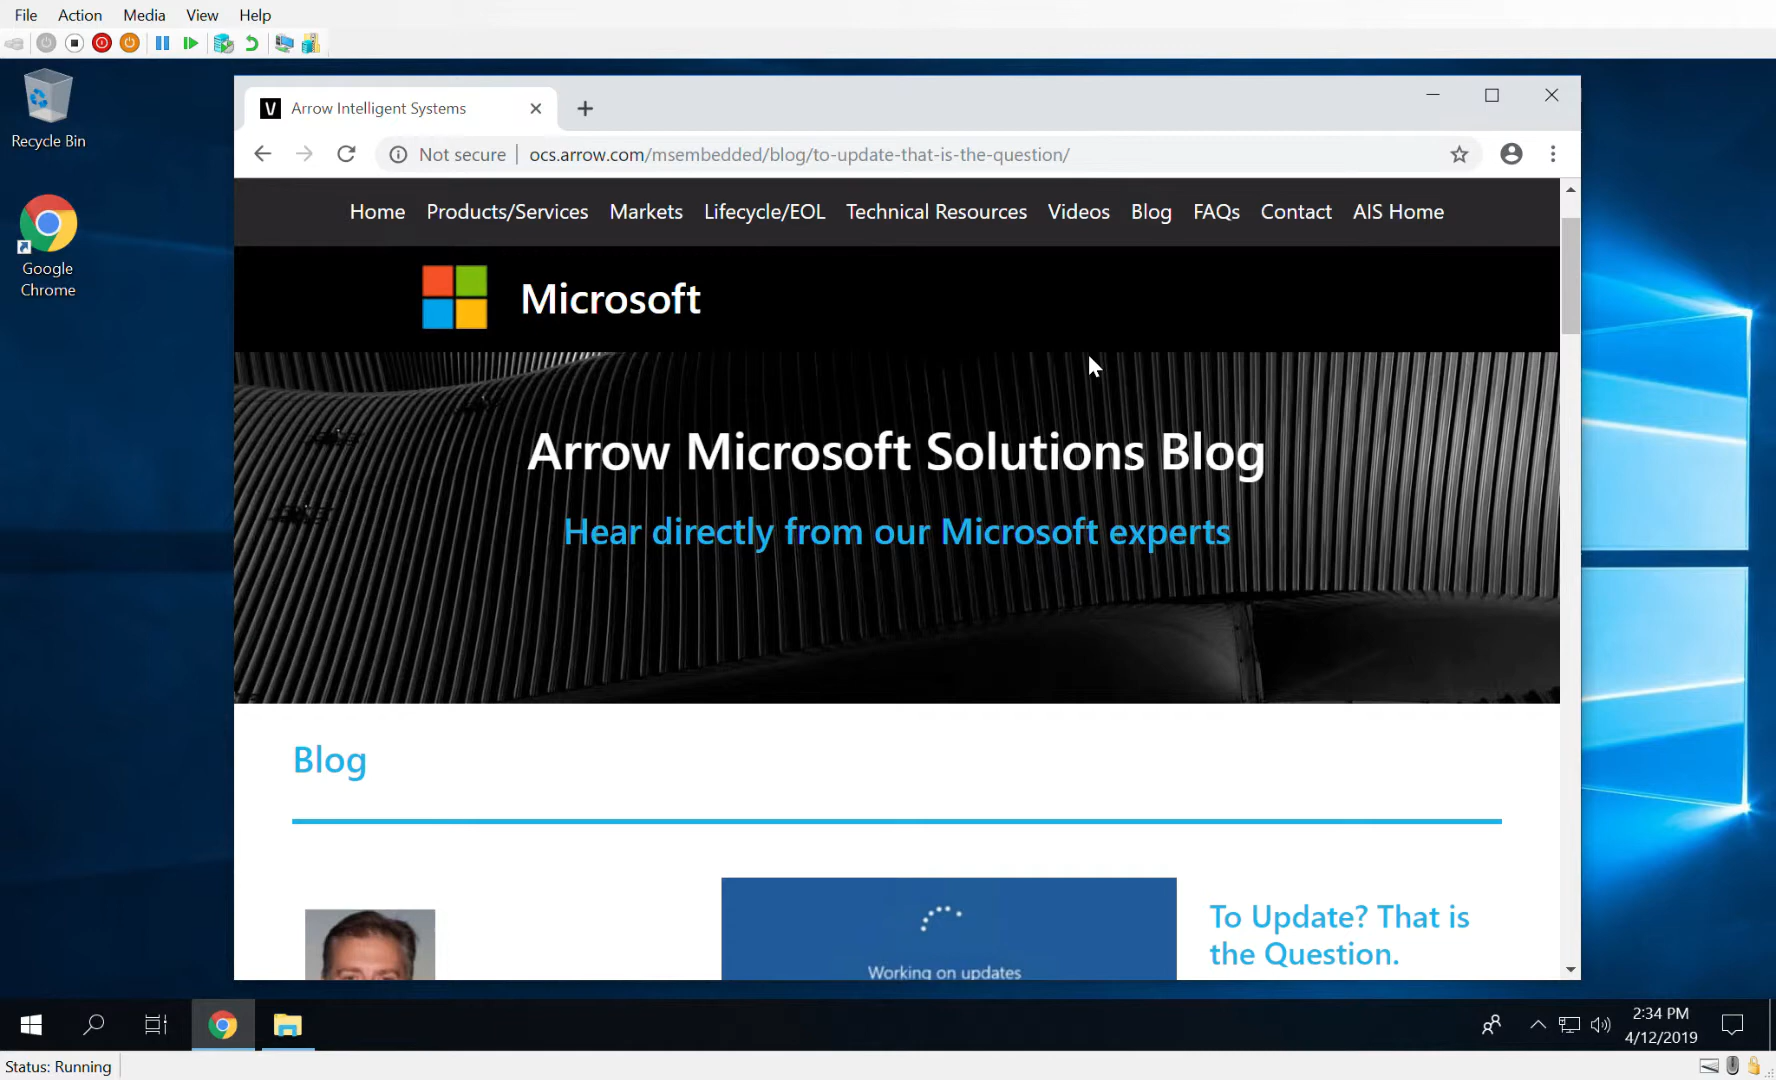 File Action Media View Help
Recycle Bin
Google
Chrome
V Arrow Intelligent Systems
Not secure ocs.arrow.com/msembedded/blog/to-update-that-is-the-question/
Home Products/Services Markets Lifecycle/EOL Technical Resources Videos Blog FAQs Contact AIS Home
Microsoft
Arrow Microsoft Solutions Blog
Hear directly from our Microsoft experts
Blog
Working on updates
To Update? That is
the Question.
2:34 PM
4/12/2019
Status: Running